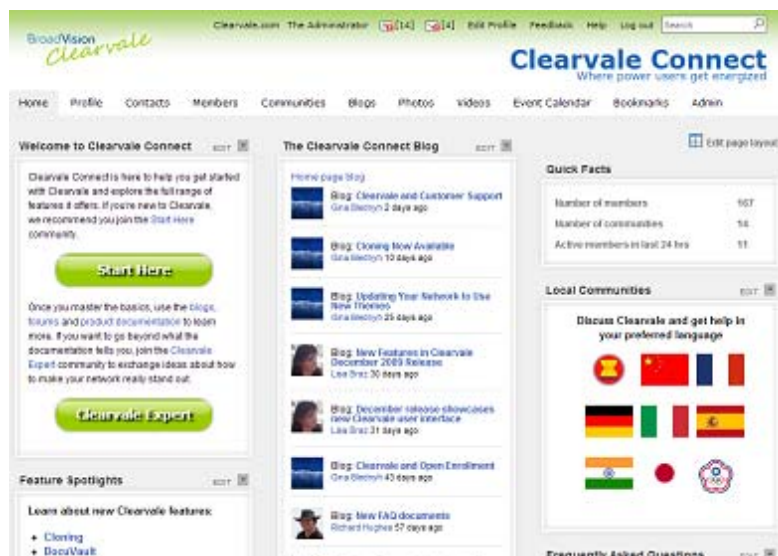 BroadVision
Clearvale
Clearvale.com The Administrator [14] [4] Edit Profile Feedback Help Log out Search
Clearvale Connect
Where power users get energized
Home Profile Contacts Members Communities Blogs Photos Videos Event Calendar Bookmarks Admin
Edit page layout
Welcome to Clearvale Connect EDIT
Clearvale Connect is here to help you get started
with Clearvale and explore the full range of
features it offers. If you're new to Clearvale,
we recommend you join the Start Here
community.
Start Here
Once you master the basics, use the blogs,
forums and product documentation to learn
more. If you want to go beyond what the
documentation tells you, join the Clearvale
Expert community to exchange ideas about how
to make your network really stand out.
Clearvale Expert
Feature Spotlights EDIT
Learn about new Clearvale features:
Cloning
DocuVault
The Clearvale Connect Blog EDIT
Home page blog
Blog: Clearvale and Customer Support
Gina 2 days ago
Blog: Cloning Now Available
Gina 10 days ago
Blog: Updating Your Network to Use
New Themes
Gina 25 days ago
Blog: New Features in Clearvale
December 2009 Release
Lisa Braz 30 days ago
Blog: December release showcases
new Clearvale user interface
Lisa Braz 31 days ago
Blog: Clearvale and Open Enrollment
Gina 43 days ago
Blog: New FAQ documents
Richard Hughes 57 days ago
Quick Facts
Number of members 167
Number of communities 14
Active members in last 24 hrs 11
Local Communities EDIT
Discuss Clearvale and get help in
your preferred language
Frequently Asked Questions EDIT